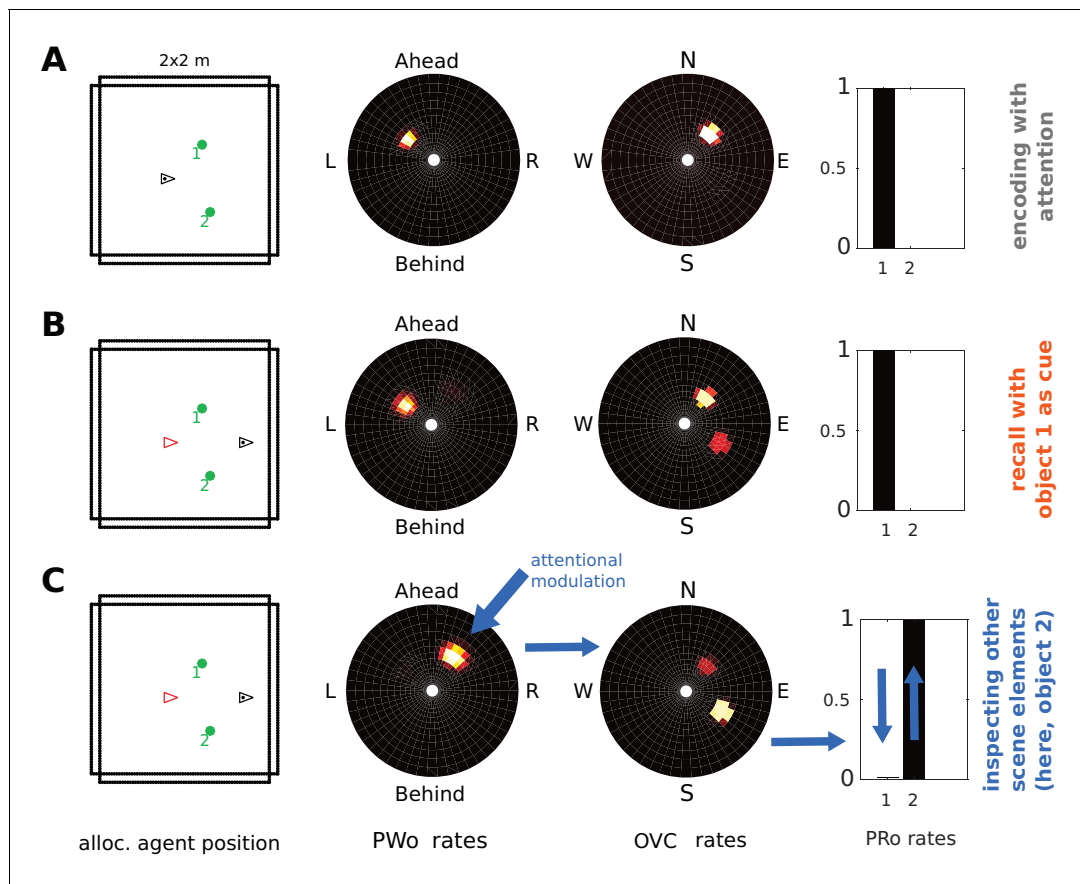 A
2x2 m
1
2
Ahead
L
R
Behind
N
W
E
S
1
0.5
0
1 2
encoding with
attention
B
1
2
Ahead
L
R
Behind
N
W
E
S
1
0.5
0
1 2
recall with
object 1 as cue
C
1
2
attentional
modulation
Ahead
L
R
Behind
N
W
E
S
1
0.5
0
1 2
inspecting other
scene elements
(here, object 2)
alloc. agent position
PWo rates
OVC rates
PRo rates